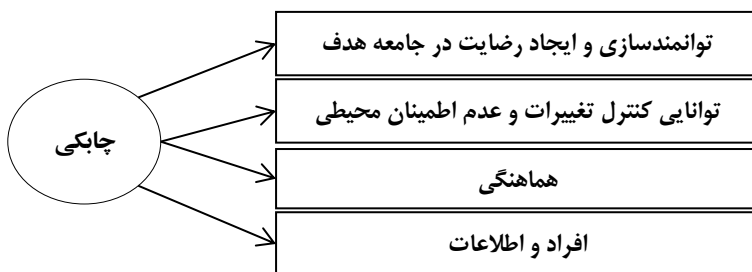 توانمندسازی و ایجاد رضایت در جامعه هدف
توانایی کنترل تغییرات و عدم اطمینان محیطی
چابکی
هماهنگی
افراد و اطلاعات